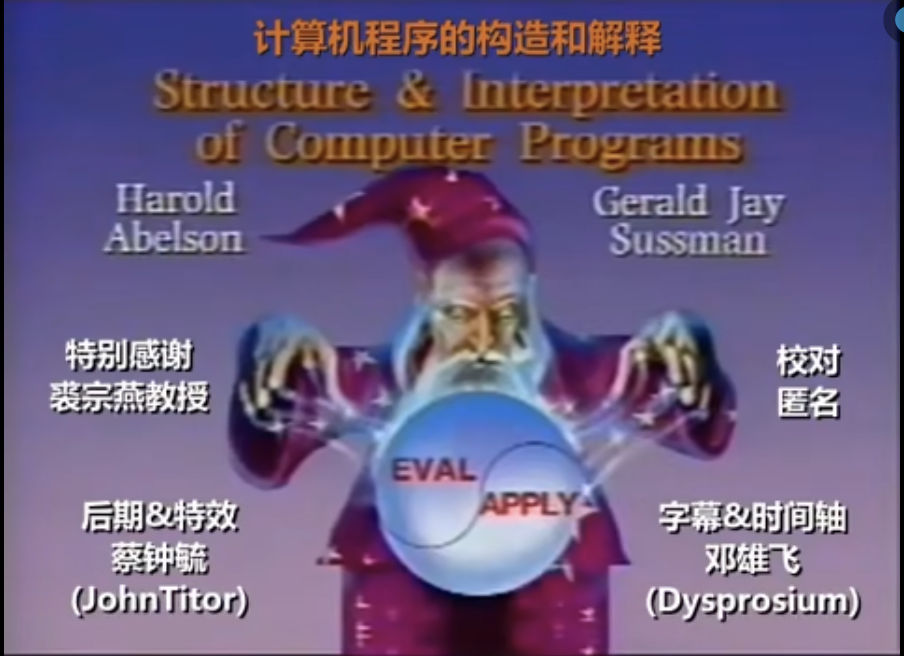 计算机程序的构造和解释
Structure & Interpretation
of Computer Programs
Harold
Abelson
Gerald Jay
Sussman
特别感谢
裘宗燕教授
校对
匿名
EVAL
APPLY
后期&特效
蔡钟毓
(JohnTitor)
字幕&时间轴
邓雄飞
(Dysprosium)